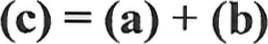 (c) = (a) + (b)